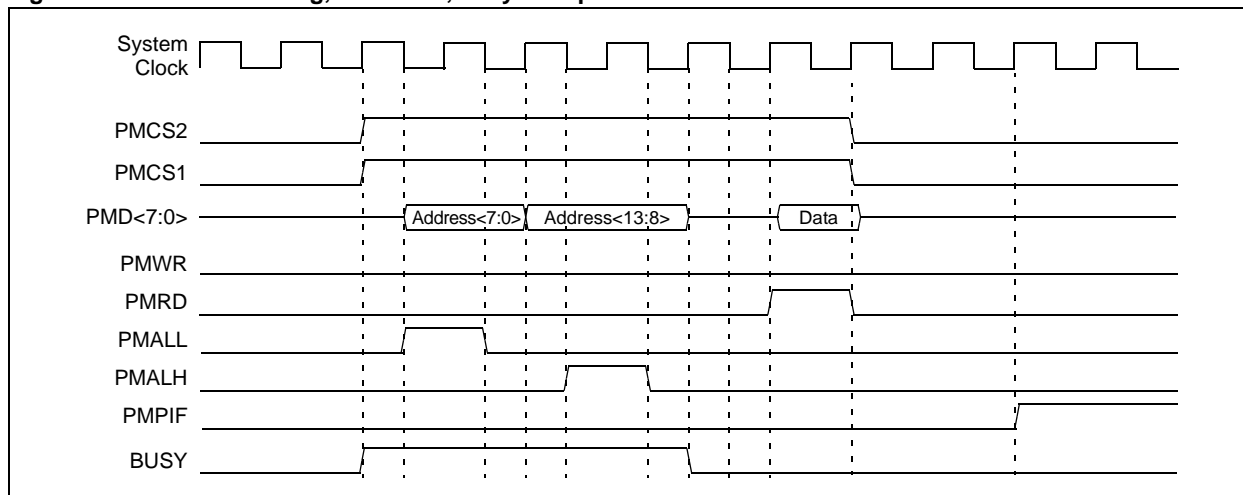 System
Clock
PMCS2
PMCS1
PMD<7:0>
Address<7:0> Address<13:8> Data
PMWR
PMRD
PMALL
PMALH
PMPIF
BUSY